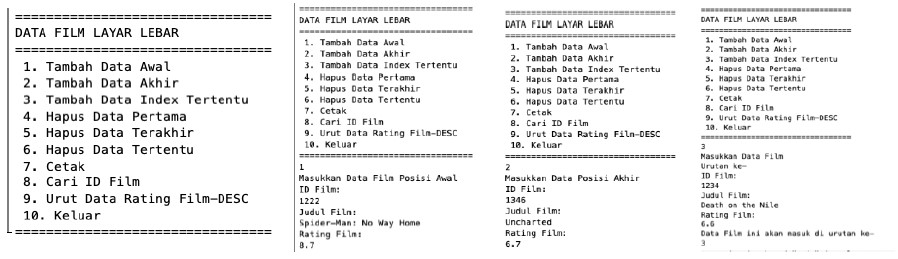 ==============================
DATA FILM LAYAR LEBAR
==============================
1. Tambah Data Awal
2. Tambah Data Akhir
3. Tambah Data Index Tertentu
4. Hapus Data Pertama
5. Hapus Data Terakhir
6. Hapus Data Tertentu
7. Cetak
8. Cari ID Film
9. Urut Data Rating Film-DESC
10. Keluar
==============================
==============================
DATA FILM LAYAR LEBAR
==============================
1. Tambah Data Awal
2. Tambah Data Akhir
3. Tambah Data Index Tertentu
4. Hapus Data Pertama
5. Hapus Data Terakhir
6. Hapus Data Tertentu
7. Cetak
8. Cari ID Film
9. Urut Data Rating Film-DESC
10. Keluar
==============================
1
Masukkan Data Film Posisi Awal
ID Film:
1222
Judul Film:
Spider-Man: No Way Home
Rating Film:
8.7
==============================
DATA FILM LAYAR LEBAR
==============================
1. Tambah Data Awal
2. Tambah Data Akhir
3. Tambah Data Index Tertentu
4. Hapus Data Pertama
5. Hapus Data Terakhir
6. Hapus Data Tertentu
7. Cetak
8. Cari ID Film
9. Urut Data Rating Film-DESC
10. Keluar
==============================
2
Masukkan Data Posisi Akhir
ID Film:
1346
Judul Film:
Uncharted
Rating Film:
6.7
==============================
DATA FILM LAYAR LEBAR
==============================
1. Tambah Data Awal
2. Tambah Data Akhir
3. Tambah Data Index Tertentu
4. Hapus Data Pertama
5. Hapus Data Terakhir
6. Hapus Data Tertentu
7. Cetak
8. Cari ID Film
9. Urut Data Rating Film-DESC
10. Keluar
==============================
3
Masukkan Data Film
Urutan ke-
ID Film:
1234
Judul Film:
Death on the Nile
Rating Film:
6.6
Data Film ini akan masuk di urutan ke-
3